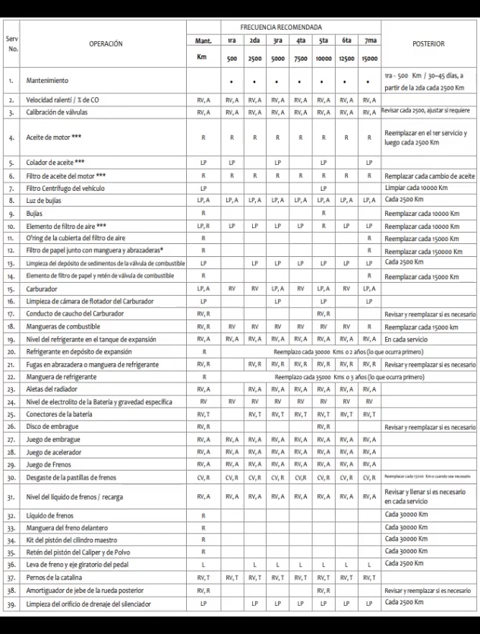 FRECUENCIA RECOMENDADA
Serv No. OPERACIÓN Mant. 1ra 2da 3ra 4ta 5ta 6ta 7ma POSTERIOR
Km 500 2500 5000 7500 10000 12500 15000
1. Mantenimiento • • • • • • • 1ra - 500 Km / 30–45 días, a partir de la 2da cada 2500 Km
2. Velocidad ralentí / % de CO RV, A RV, A RV, A RV, A RV, A RV, A RV, A RV, A
3. Calibración de válvulas RV, A RV, A RV, A RV, A RV, A RV, A RV, A RV, A Revisar cada 2500, ajustar si requiere
4. Aceite de motor *** R R R R R R R R Reemplazar en el 1er servicio y luego cada 2500 Km
5. Colador de aceite *** LP LP LP LP LP
6. Filtro de aceite del motor *** R R R R R R R R Remplazar cada cambio de aceite
7. Filtro Centrífugo del vehículo LP LP Limpiar cada 10000 Km
8. Luz de bujías LP, A LP, A LP, A LP, A LP, A LP, A LP, A LP, A Cada 2500 Km
9. Bujías R R Reemplazar cada 10000 Km
10. Elemento de filtro de aire *** LP, R LP LP LP LP R LP LP Reemplazar cada 10000 Km
11. O'ring de la cubierta del filtro de aire R R Reemplazar cada 15000 Km
12. Filtro de papel junto con manguera y abrazaderas* R R Reemplazar cada 150000 Km
13. Limpieza del depósito de sedimentos de la válvula de combustible LP LP LP LP LP LP LP Cada 2500 Km
14. Elemento de filtro de papel y retén de válvula de combustible R R Reemplazar cada 15000 Km
15. Carburador LP, A RV RV LP, A RV LP, A RV LP, A
16. Limpieza de cámara de flotador del Carburador LP LP LP LP
17. Conducto de caucho del Carburador RV, R RV, R Revisar y reemplazar si es necesario
18. Mangueras de combustible RV, R RV RV RV RV RV RV R Reemplazar cada 15000 km
19. Nivel del refrigerante en el tanque de expansión RV, A RV, A RV, A RV, A RV, A RV, A RV, A RV, A En cada servicio
20. Refrigerante en depósito de expansión R Reemplazo cada 30000 Kms o 2 años (lo que ocurra primero)
21. Fugas en abrazadera o manguera de refrigerante RV, R RV, R RV, R RV, R RV, R RV, R RV, R Revisar y reemplazar si es necesario
22. Manguera de refrigerante R Reemplazo cada 35000 Kms o 3 años (lo que ocurra primero)
23. Aletas del radiador RV, A RV, A RV, A RV, A RV, A RV, A RV, A
24. Nivel de electrolito de la Batería y gravedad específica RV RV RV RV RV RV RV RV
25. Conectores de la batería RV, T RV, T RV, T RV, T RV, T RV, T RV, T
26. Disco de embrague RV, R RV, R Revisar y reemplazar si es necesario
27. Juego de embrague RV, A RV, A RV, A RV, A RV, A RV, A RV, A RV, A
28. Juego de acelerador RV, A RV, A RV, A RV, A RV, A RV, A RV, A RV, A
29. Juego de Frenos RV, A RV, A RV, A RV, A RV, A RV, A RV, A RV, A
30. Desgaste de la pastillas de frenos CV, R CV, R CV, R CV, R CV,R CV, R CV, R CV, R
31. Nivel del líquido de frenos / recarga RV, A RV, A RV, A RV, A RV, A RV, A RV, A RV, A Revisar y llenar si es necesario en cada servicio
32. Líquido de frenos R Cada 30000 Km
33. Manguera del freno delantero R Cada 30000 Km
34. Kit del pistón del cilindro maestro R Cada 30000 Km
35. Retén del pistón del Caliper y de Polvo R Cada 30000 Km
36. Leva de freno y eje giratorio del pedal L L L L L L L Cada 2500 Km
37. Pernos de la catalina RV, T RV, T RV, T RV, T RV, T RV, T RV, T RV, T
38. Amortiguador de jebe de la rueda posterior RV, R RV, R Revisar y reemplazar si es necesario
39. Limpieza del orificio de drenaje del silenciador LP LP LP LP LP LP LP Cada 2500 Km